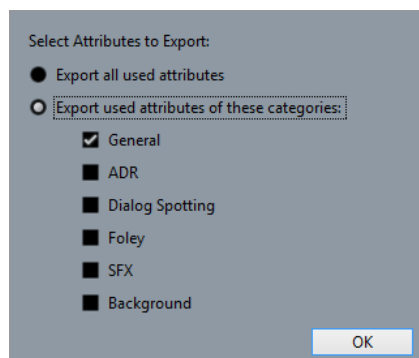 Select Attributes to Export:
Export all used attributes
Export used attributes of these categories:
General
ADR
Dialog Spotting
Foley
SFX
Background
OK